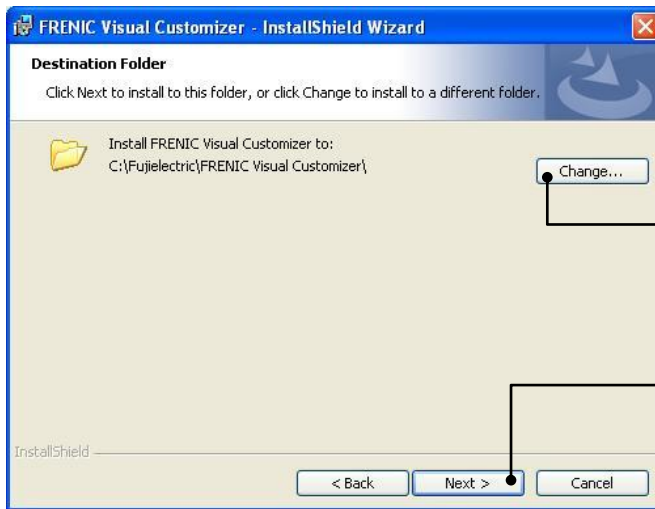 FRENIC Visual Customizer - InstallShield Wizard
Destination Folder
Click Next to install to this folder, or click Change to install to a different folder.
Install FRENIC Visual Customizer to:
C:\Fujielectric\FRENIC Visual Customizer\
Change...
InstallShield
< Back Next > Cancel